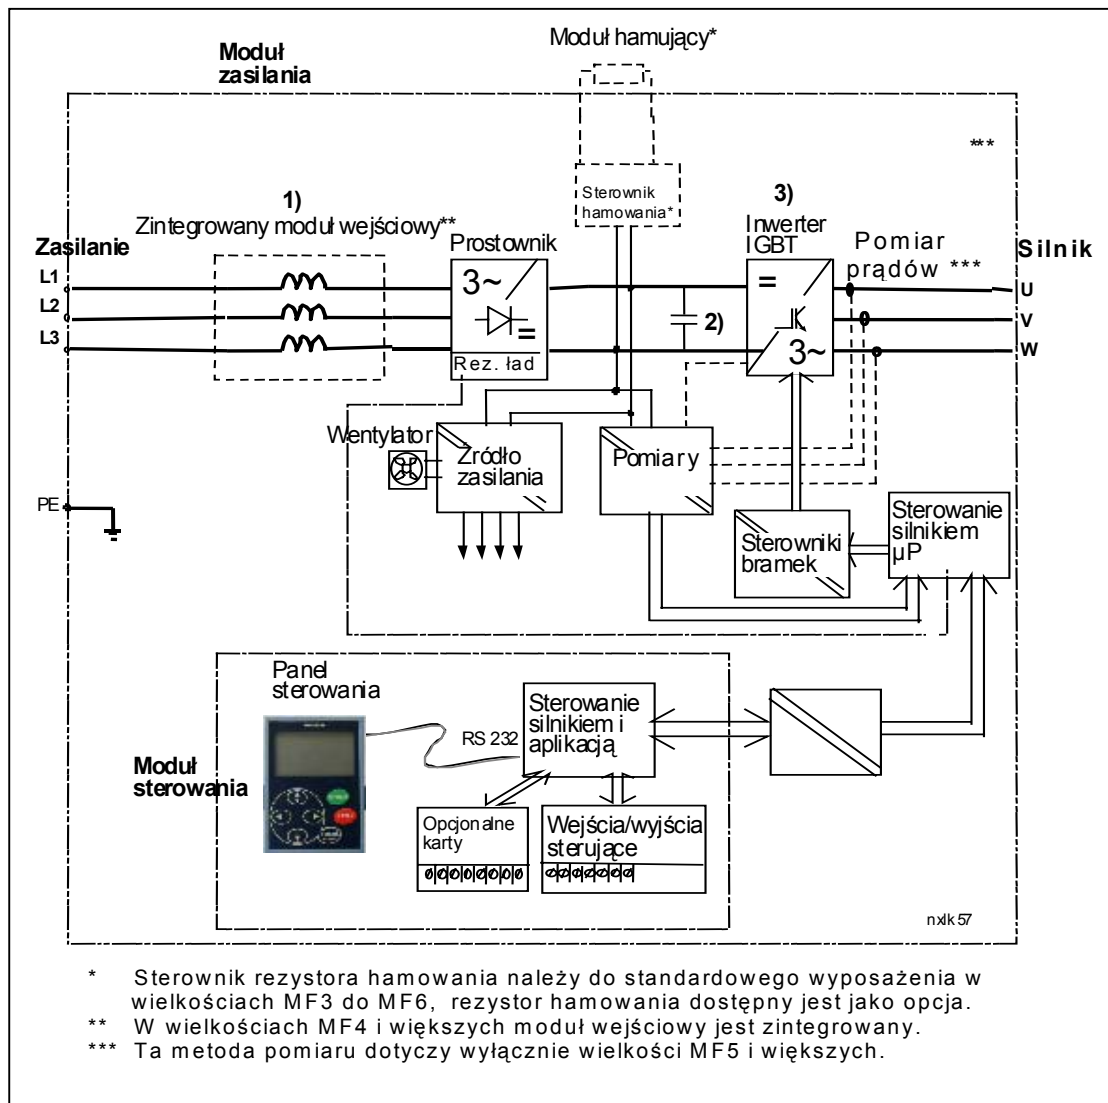 Moduł hamujący*
Moduł
zasilania
***
Sterownik
hamowania*
1)
Zintegrowany moduł wejściowy**
3)
Inwerter
IGBT
Zasilanie
Prostownik
Pomiar
prądów ***
Silnik
L1
L2
L3
3~
=
Rez. ład
2)
=
3~
U
V
W
Wentylator
Źródło
zasilania
Pomiary
PE
Sterowniki
bramek
Sterowanie
silnikiem
µP
Panel
sterowania
Sterowanie
silnikiem i
aplikacją
RS 232
Moduł
sterowania
Opcjonalne
karty
Wejścia/wyjścia
sterujące
nxlk57
* Sterownik rezystora hamowania należy do standardowego wyposażenia w
wielkościach MF3 do MF6, rezystor hamowania dostępny jest jako opcja.
** W wielkościach MF4 i większych moduł wejściowy jest zintegrowany.
*** Ta metoda pomiaru dotyczy wyłącznie wielkości MF5 i większych.